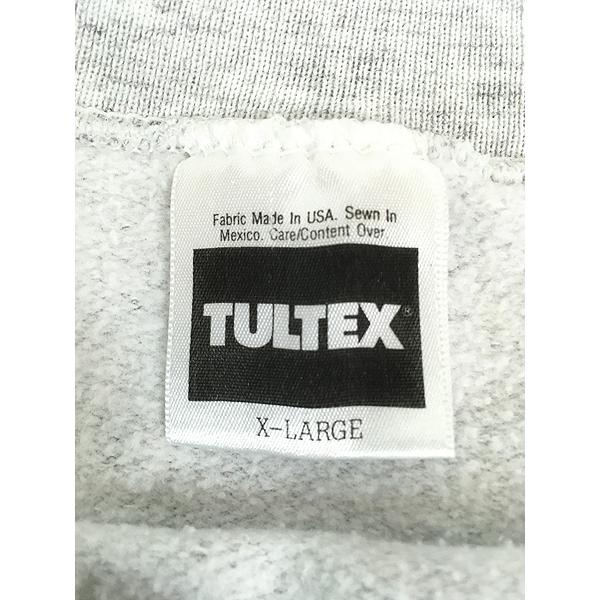 Fabric Made In USA. Sewn In
Mexico. Care/Content Over.
TULTEX®
X-LARGE